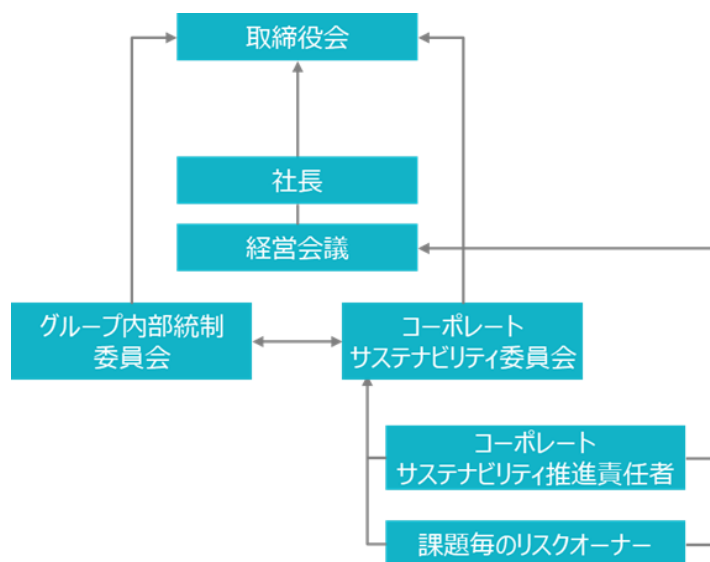 取締役会
社長
経営会議
グループ内部統制
委員会
コーポレート
サステナビリティ委員会
コーポレート
サステナビリティ推進責任者
課題毎のリスクオーナー